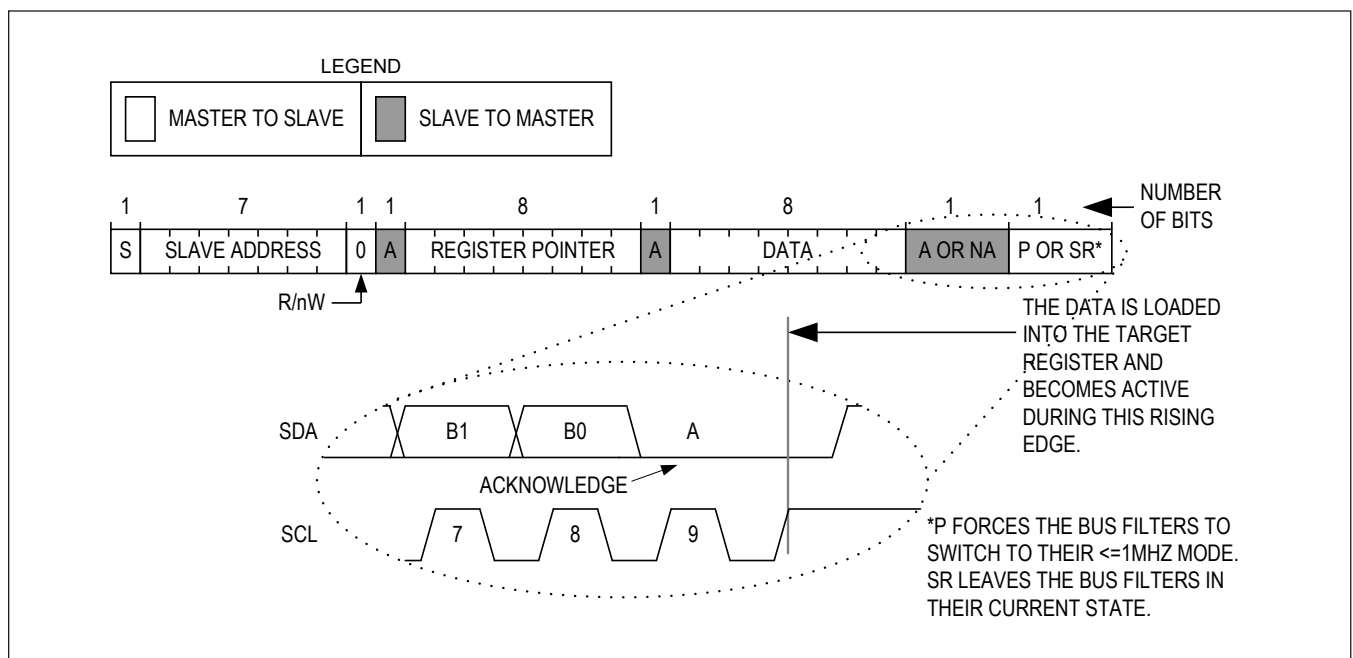 LEGEND
MASTER TO SLAVE SLAVE TO MASTER
1 7 1 1 8 1 8 1 1 NUMBER
OF BITS
S SLAVE ADDRESS 0 A REGISTER POINTER A DATA A OR NA P OR SR*
R/nW
THE DATA IS LOADED
INTO THE TARGET
REGISTER AND
BECOMES ACTIVE
DURING THIS RISING
EDGE.
SDA B1 B0 A
ACKNOWLEDGE
SCL 7 8 9
*P FORCES THE BUS FILTERS TO
SWITCH TO THEIR <=1MHZ MODE.
SR LEAVES THE BUS FILTERS IN
THEIR CURRENT STATE.